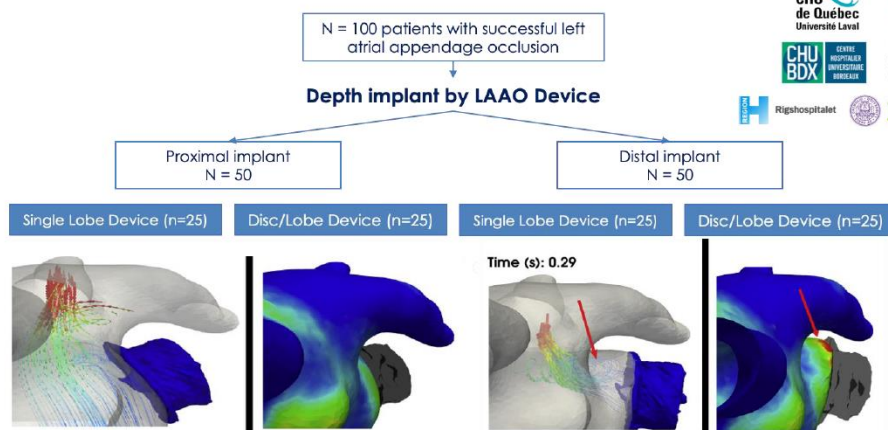 CHU
de Québec
Université Laval
N = 100 patients with successful left
atrial appendage occlusion
CHU
BDX
CENTRE
HOSPITALIER
UNIVERSITAIRE
BORDEAUX
Depth implant by LAAO Device
REGION
H
Rigshospitalet
Proximal implant
N = 50
Distal implant
N = 50
Single Lobe Device (n=25)
Disc/Lobe Device (n=25)
Single Lobe Device (n=25)
Disc/Lobe Device (n=25)
Time (s): 0.29